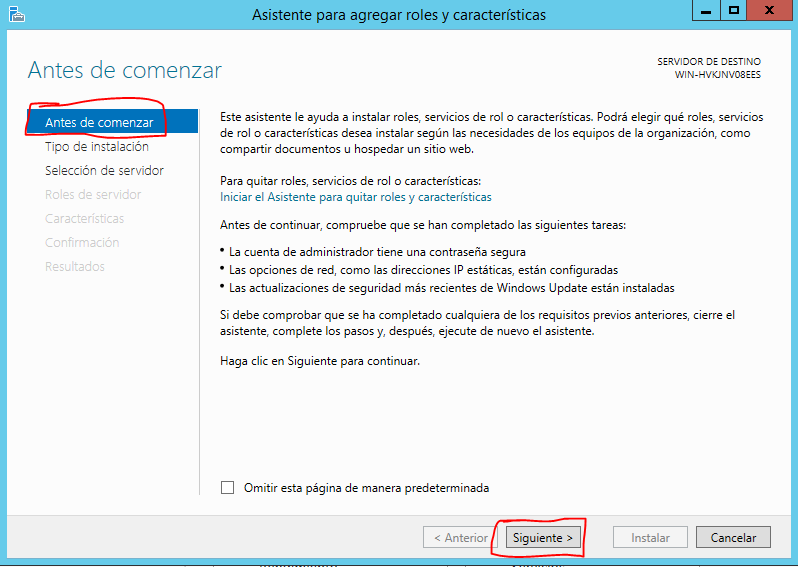 Asistente para agregar roles y características
Antes de comenzar
SERVIDOR DE DESTINO
WIN-HVKJNV08EES
Antes de comenzar
Tipo de instalación
Selección de servidor
Roles de servidor
Características
Confirmación
Resultados
Este asistente le ayuda a instalar roles, servicios de rol o características. Podrá elegir qué roles, servicios
de rol o características desea instalar según las necesidades de los equipos de la organización, como
compartir documentos u hospedar un sitio web.
Para quitar roles, servicios de rol o características:
Iniciar el Asistente para quitar roles y características
Antes de continuar, compruebe que se han completado las siguientes tareas:
• La cuenta de administrador tiene una contraseña segura
• Las opciones de red, como las direcciones IP estáticas, están configuradas
• Las actualizaciones de seguridad más recientes de Windows Update están instaladas
Si debe comprobar que se ha completado cualquiera de los requisitos previos anteriores, cierre el
asistente, complete los pasos y, después, ejecute de nuevo el asistente.
Haga clic en Siguiente para continuar.
Omitir esta página de manera predeterminada
< Anterior
Siguiente >
Instalar
Cancelar